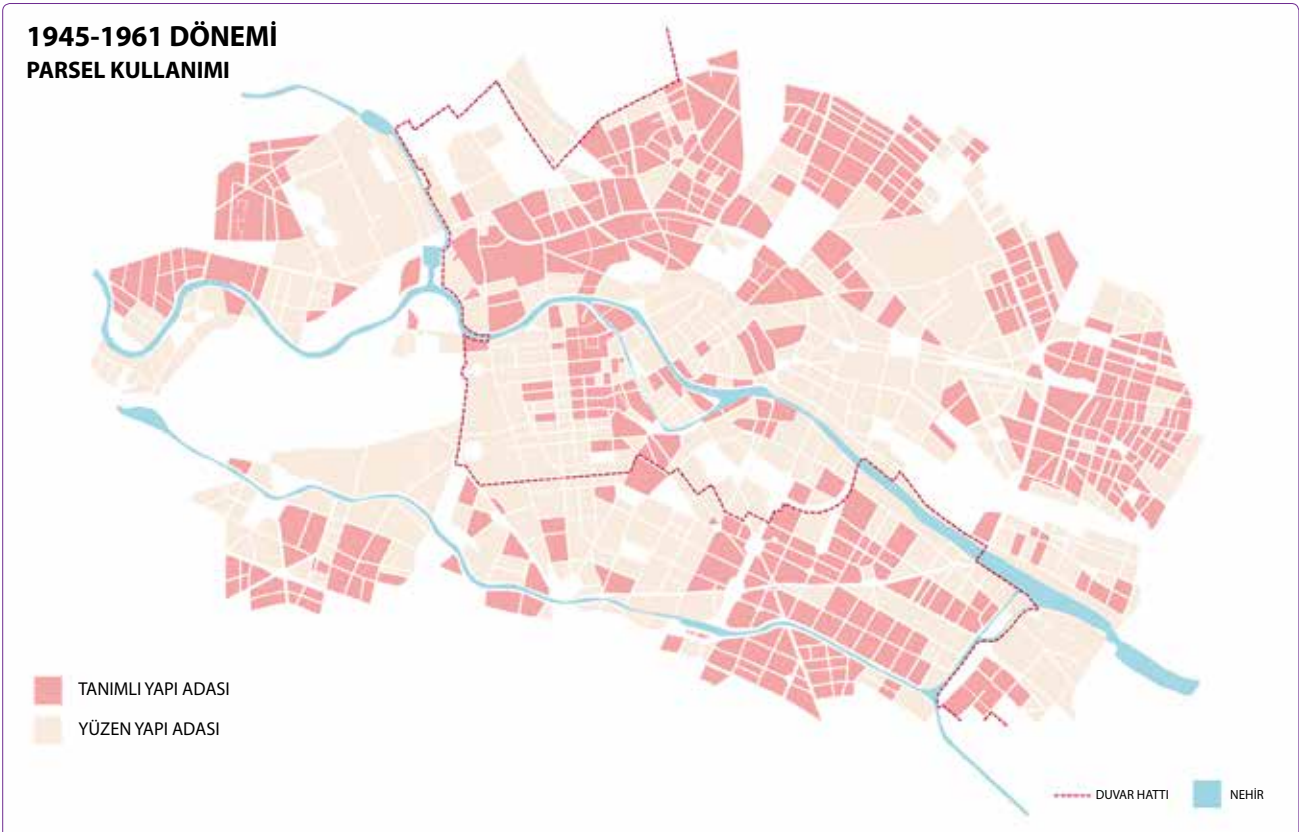 1945-1961 DÖNEMİ
PARSEL KULLANIMI
TANIMLI YAPI ADASI
YÜZEN YAPI ADASI
DUVAR HATTI
NEHİR